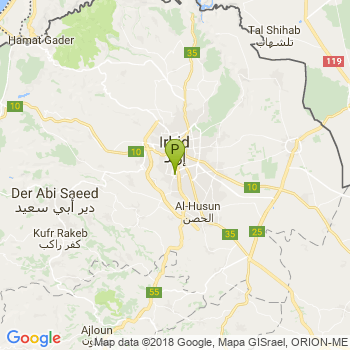 Tal Shihab
تلشهاب
Hamat Gader
35
119
10
Irbid
P
10
10
Der Abi Saeed
دير أبي سعيد
Al-Husun
الحصن
Kufr Rakeb
كفر راكب
35
25
55
Ajloun
Google
Map data ©2018 Google, Mapa GISrael, ORION-ME